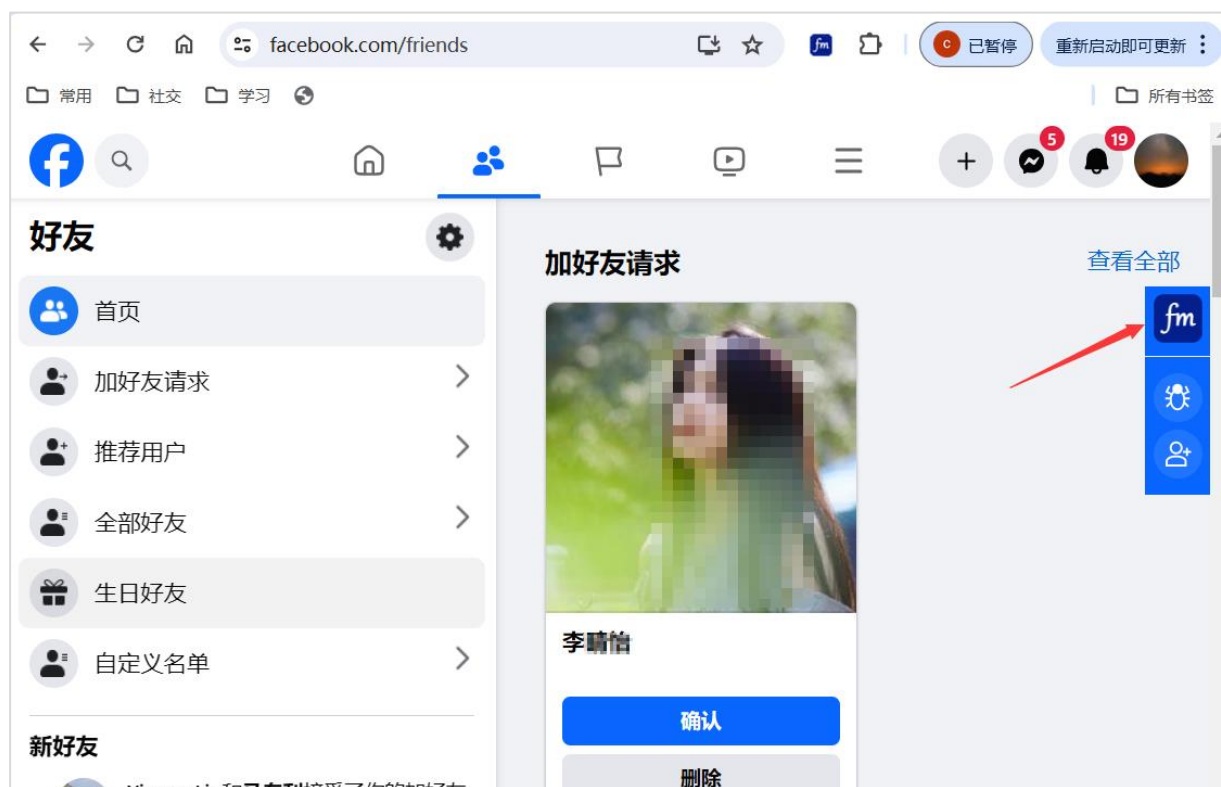 facebook.com/friends
fm
C 已暂停
重新启动即可更新
常用 社交 学习
所有书签
5 19
好友
加好友请求 查看全部
首页
fm
加好友请求
推荐用户
全部好友
生日好友
李
自定义名单
确认
新好友
删除